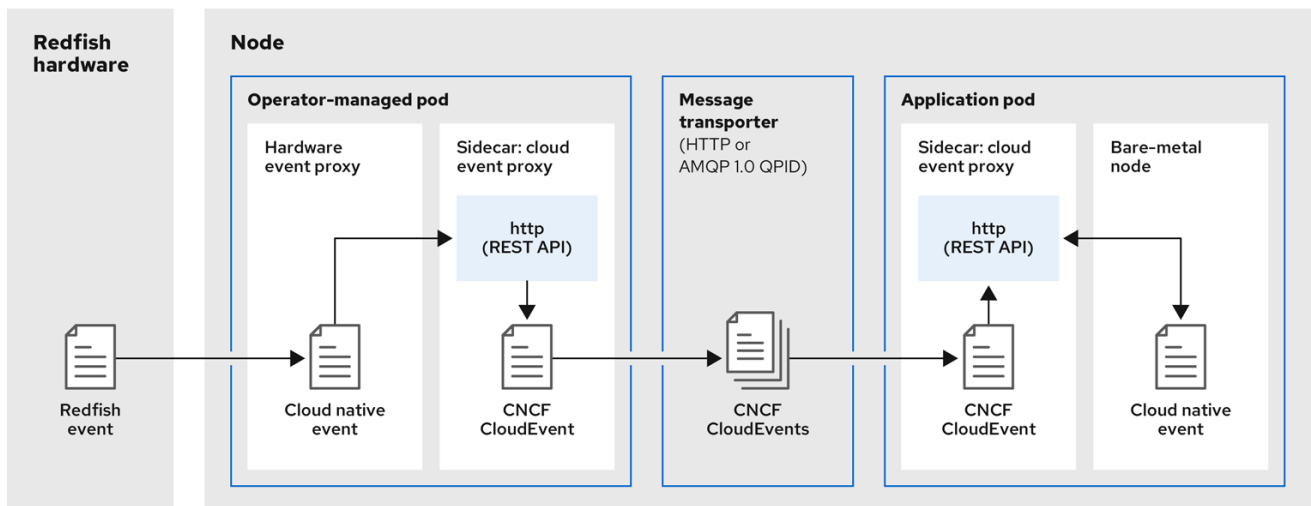 Redfish
hardware
Node
Operator-managed pod
Hardware
event proxy
Sidecar: cloud
event proxy
http
(REST API)
Redfish
event
Cloud native
event
CNCF
CloudEvent
Message
transporter
(HTTP or
AMQP 1.0 QPID)
CNCF
CloudEvents
Application pod
Sidecar: cloud
event proxy
Bare-metal
node
http
(REST API)
CNCF
CloudEvent
Cloud native
event